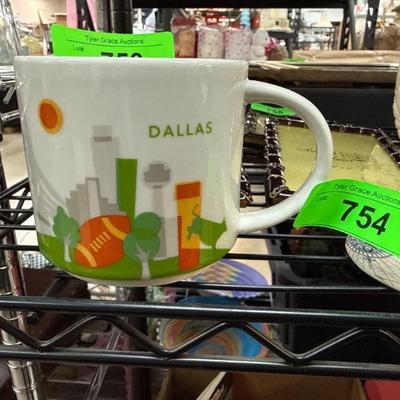 Tyler Grace Auctions
Lot#
DALLAS
Tyler Grace Auctions
Lot#
754